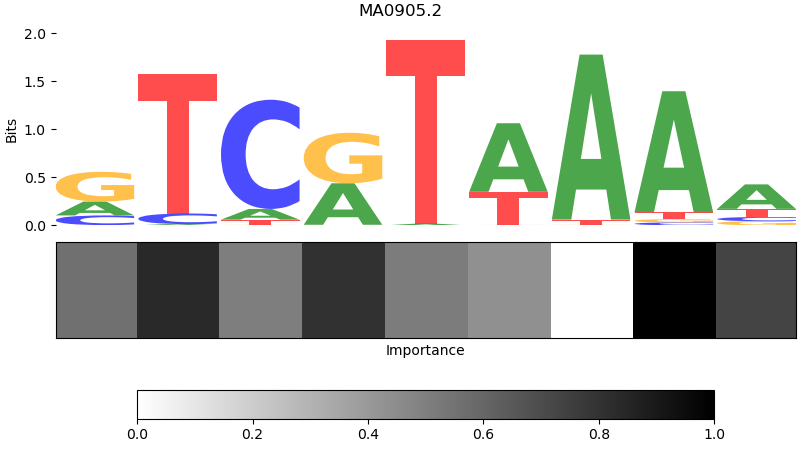 MA0905.2
2.0
1.5
1.0
0.5
0.0
Bits
G A C
T C
C A T
G A
T A
A T
A T
A T G C
A T C G
Importance
0.0 0.2 0.4 0.6 0.8 1.0